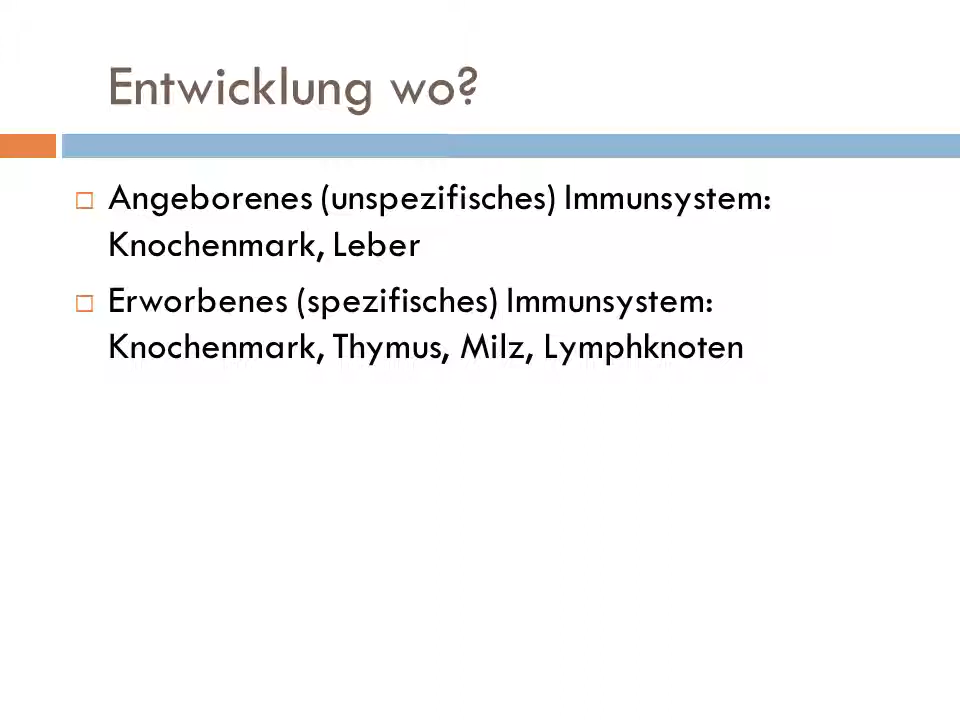 Entwicklung wo?
Angeborenes (unspezifisches) Immunsystem:
Knochenmark, Leber
Erworbenes (spezifisches) Immunsystem:
Knochenmark, Thymus, Milz, Lymphknoten